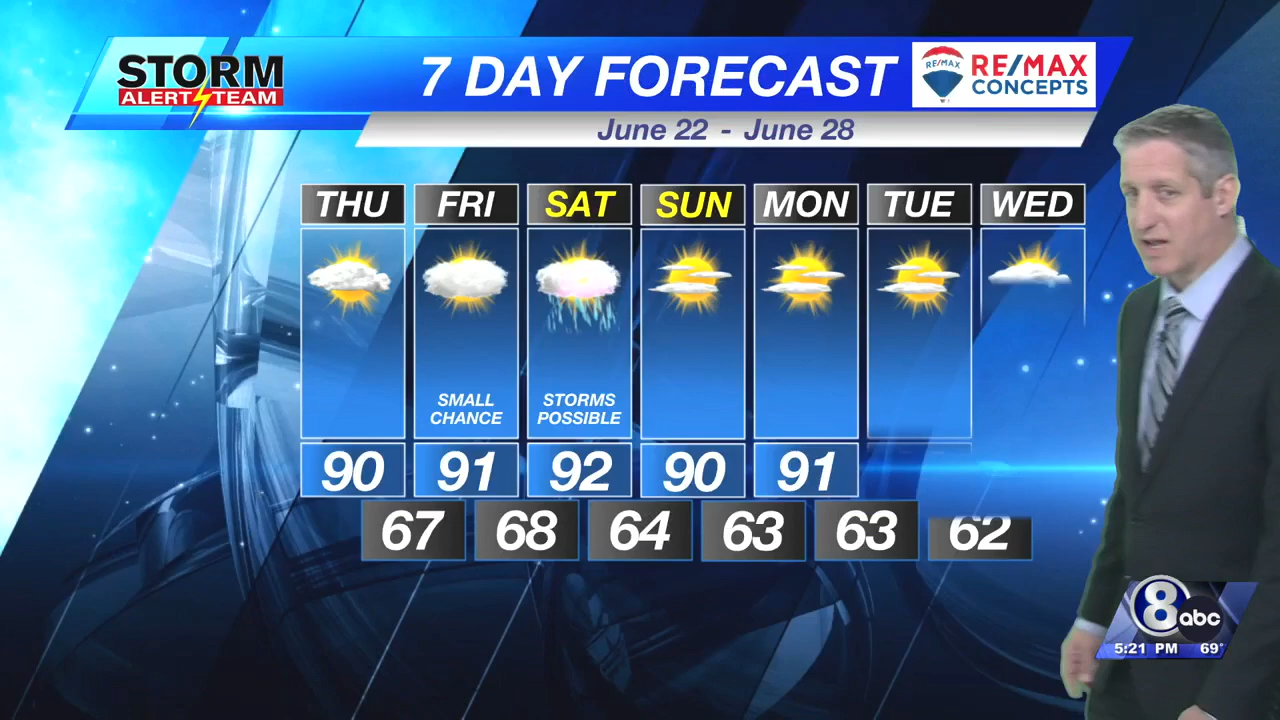 STORM
ALERT TEAM
7 DAY FORECAST
RE/MAX
RE/MAX
CONCEPTS
June 22 - June 28
THU FRI SAT SUN MON TUE WED
SMALL
CHANCE
STORMS
POSSIBLE
90 91 92 90 91
67 68 64 63 63 62
8 abc
5:21 PM 69°